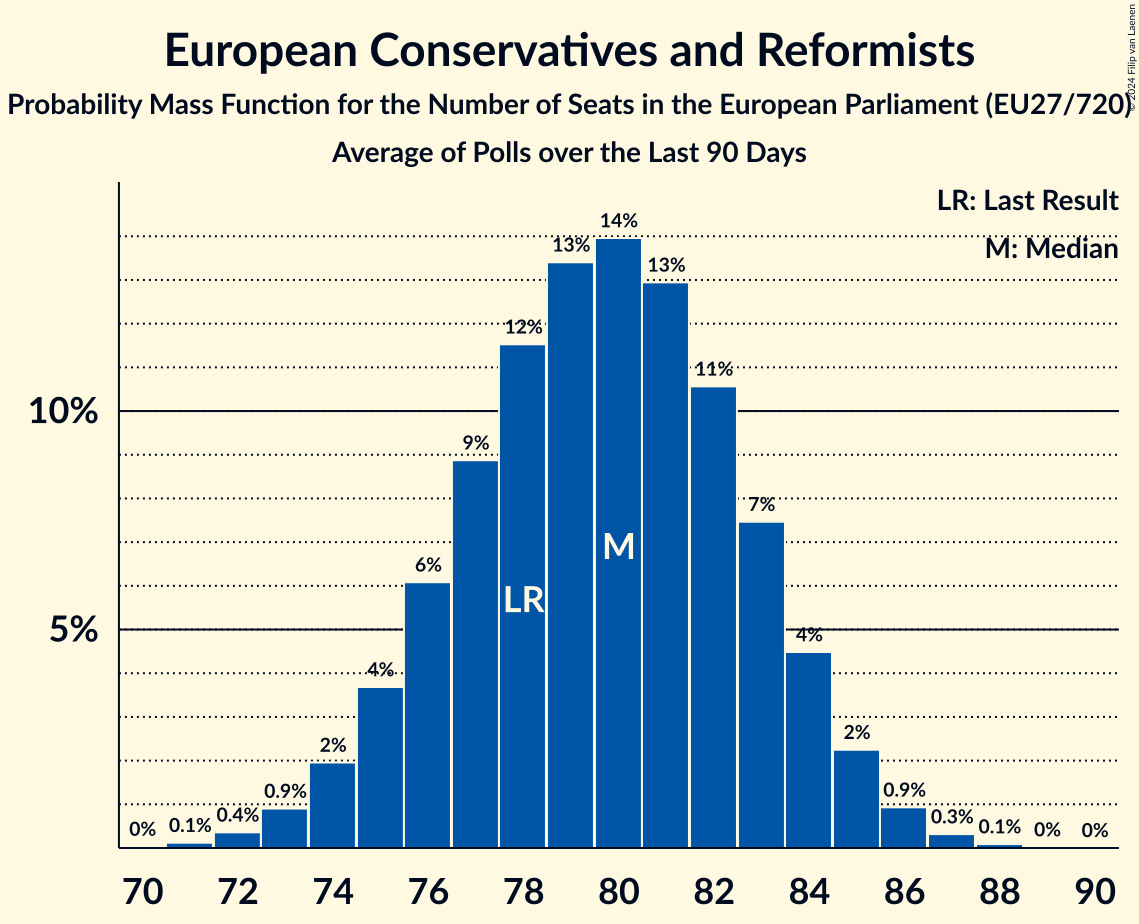 European Conservatives and Reformists
Probability Mass Function for the Number of Seats in the European Parliament (EU27/720)
Average of Polls over the Last 90 Days
© 2024 Filip van Laenen
LR: Last Result
M: Median
10%
5%
0%
0.1%
0.4%
0.9%
2%
4%
6%
9%
12%
13%
14%
13%
11%
7%
4%
2%
0.9%
0.3%
0.1%
0%
0%
LR
M
70 72 74 76 78 80 82 84 86 88 90